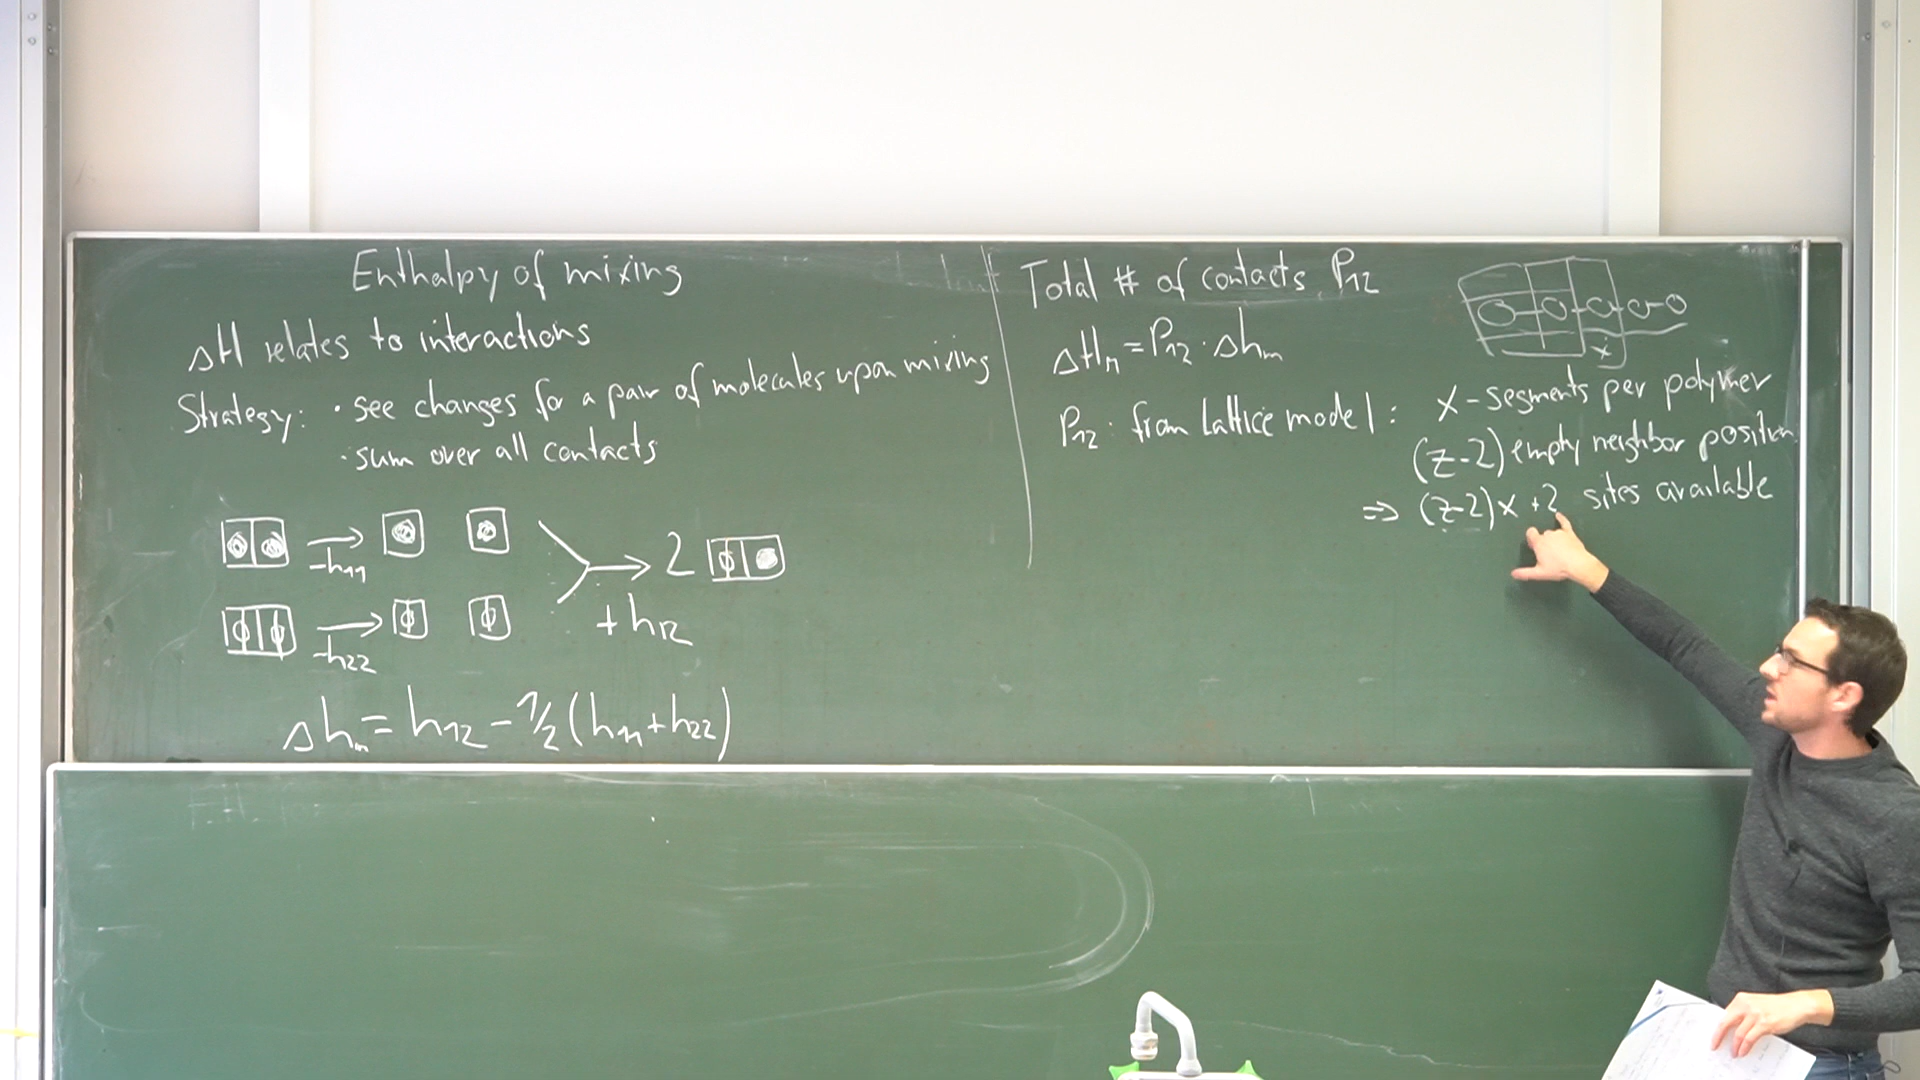 Enthalpy of mixing
ΔH relates to interactions
Strategy: • see changes for a pair of molecules upon mixing
• sum over all contacts
-h11
2
+h12
-h22
Δhm = h12 - 1/2 (h11 + h22)
Total # of contacts P12
ΔHm = P12 · Δhm
P12: from Lattice model:
x - segments per polymer
(z-2) empty neighbor position
⇒ (z-2)x + 2 sites available